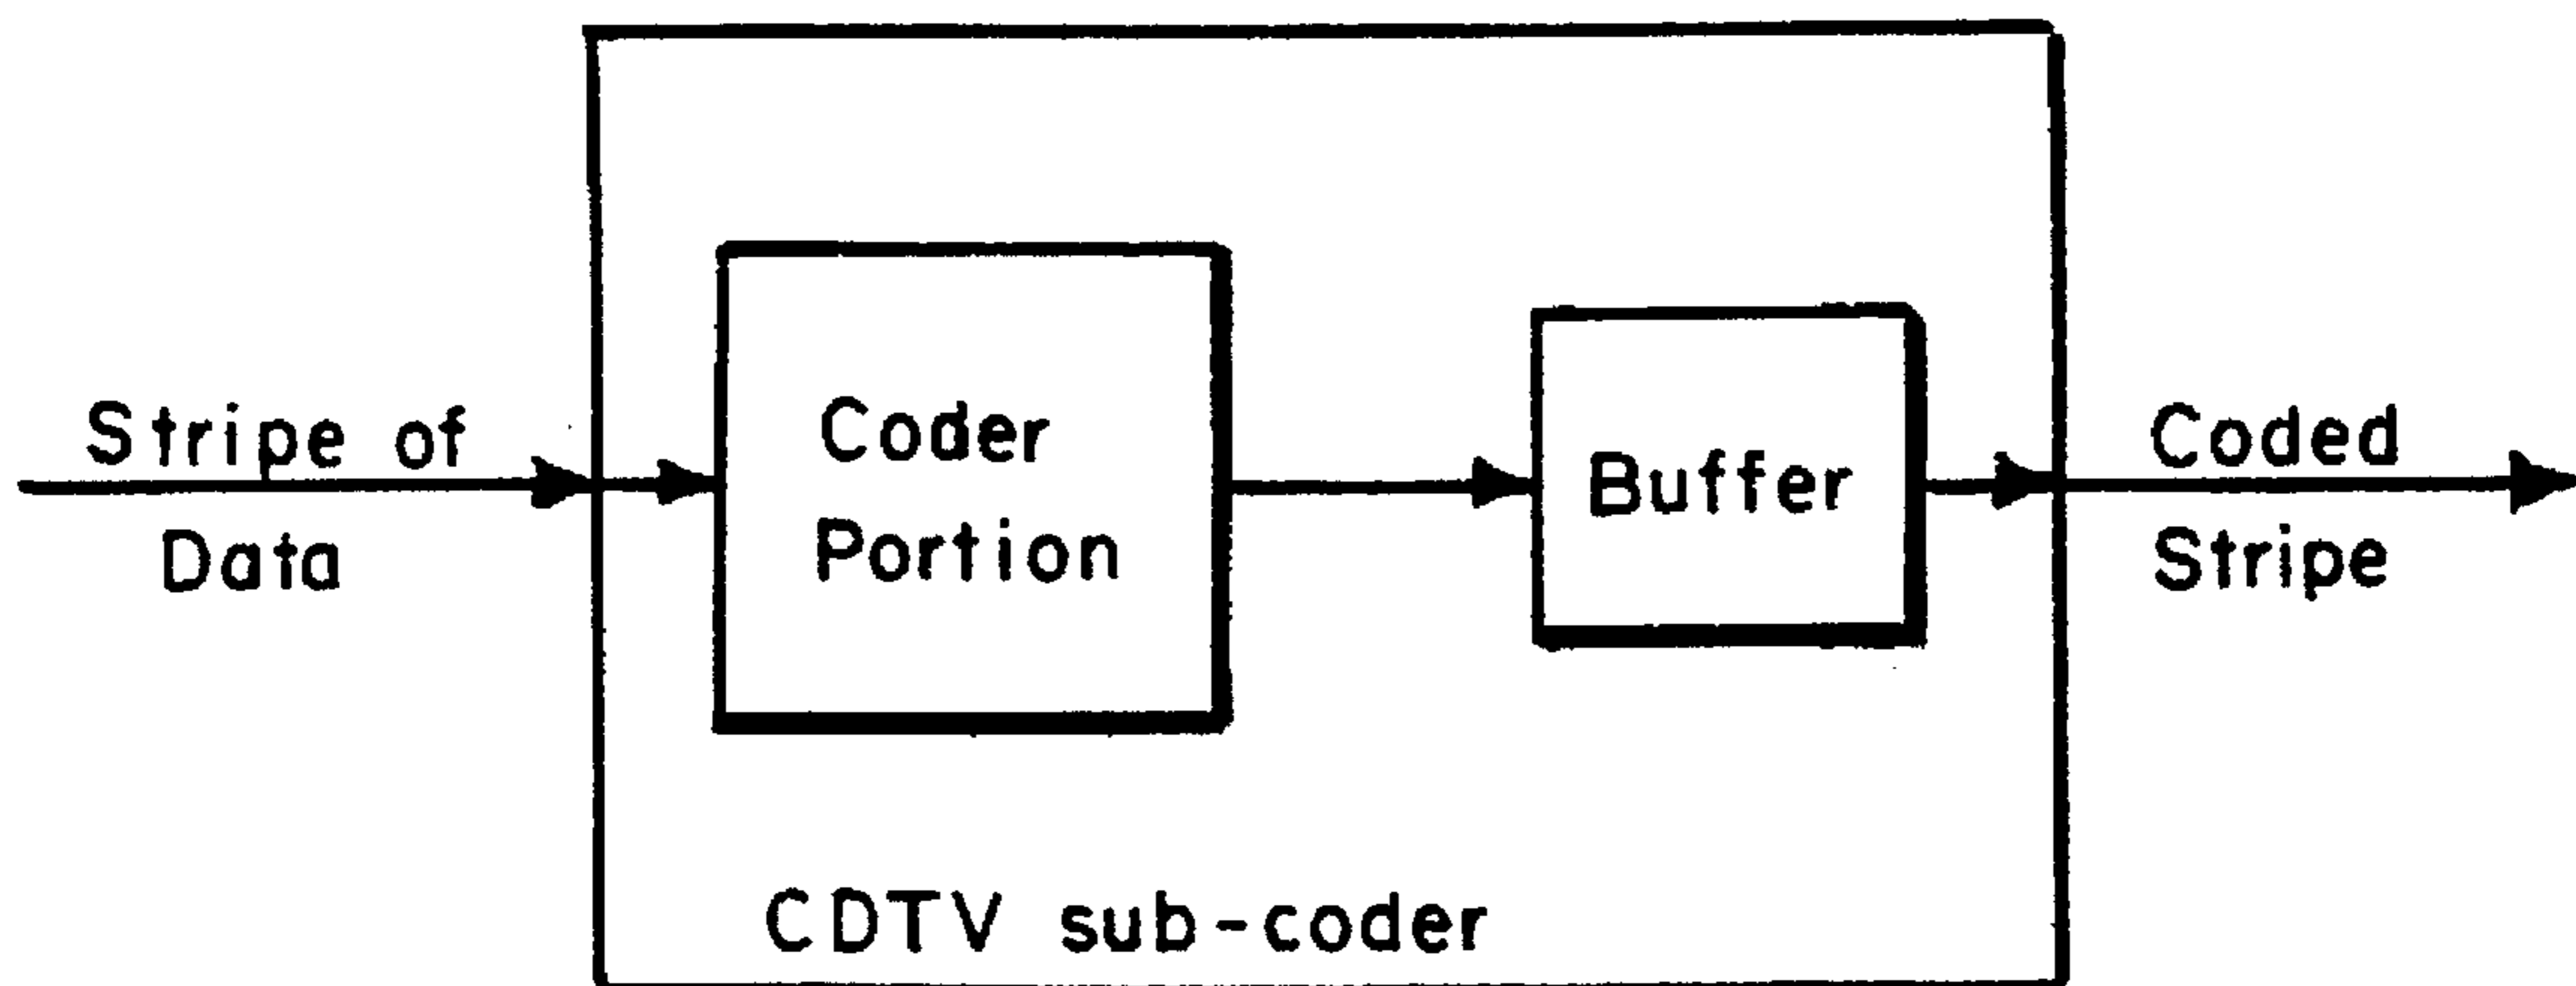 Stripe of
Data
Coder
Portion
Buffer
Coded
Stripe
CDTV sub-coder